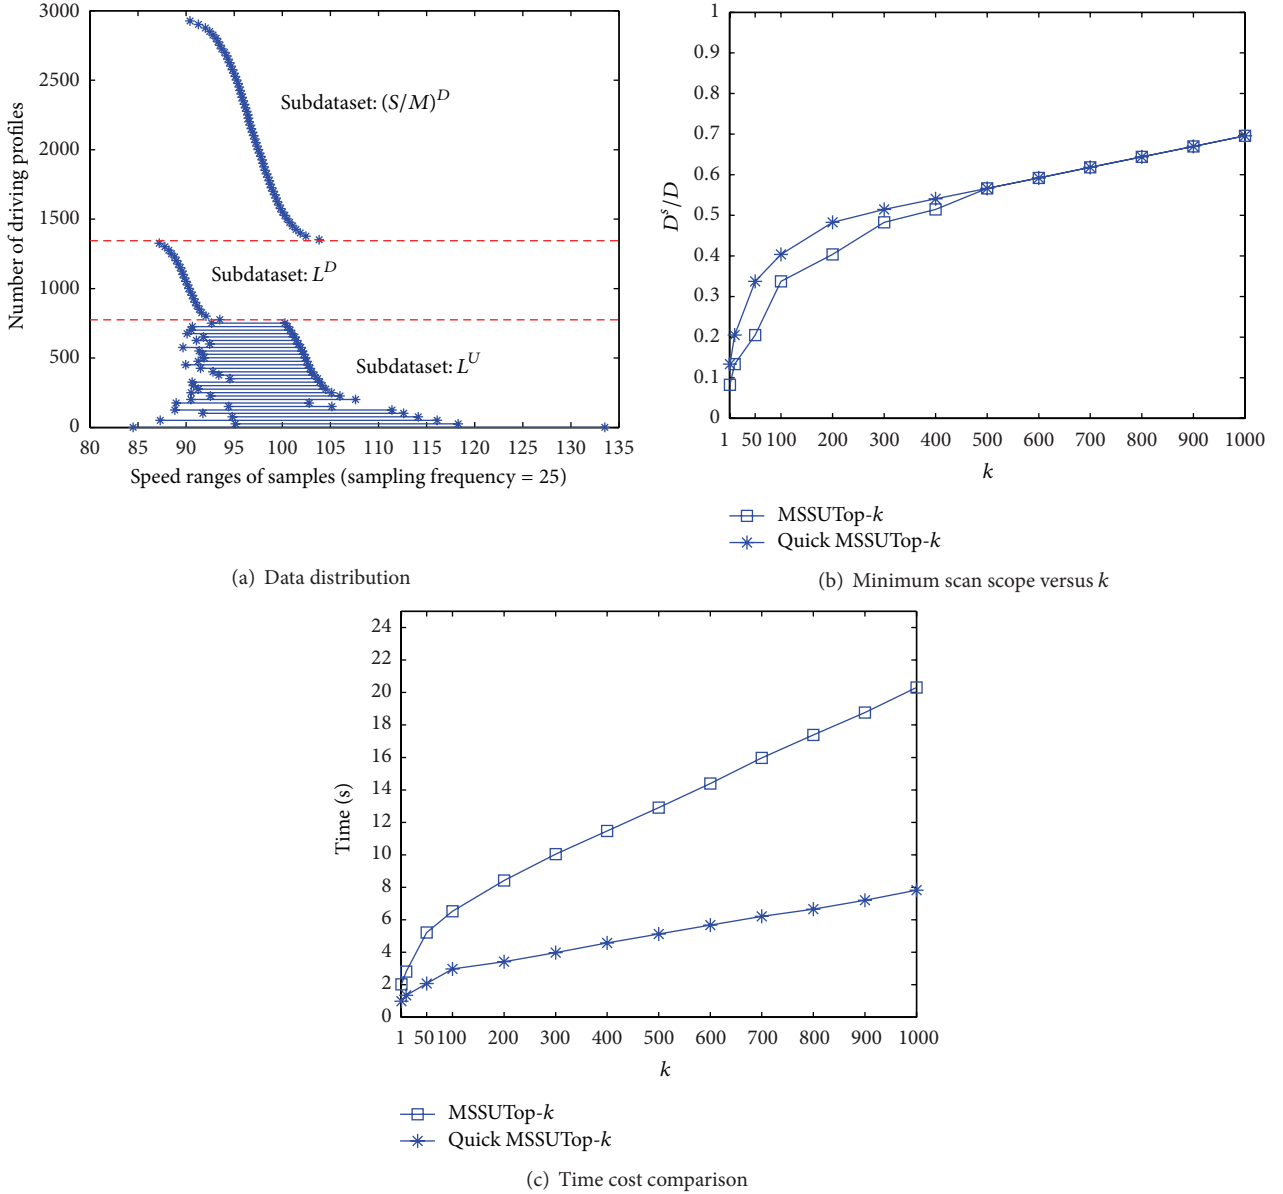 3000
2500
2000
1500
1000
500
0
Number of driving profiles
Subdataset: (S/M)^D
Subdataset: L^D
Subdataset: L^U
80 85 90 95 100 105 110 115 120 125 130 135
Speed ranges of samples (sampling frequency = 25)
(a) Data distribution
1
0.9
0.8
0.7
0.6
0.5
0.4
0.3
0.2
0.1
0
D^s/D
1 50 100 200 300 400 500 600 700 800 900 1000
k
MSSUTop-k
Quick MSSUTop-k
(b) Minimum scan scope versus k
24
22
20
18
16
14
12
10
8
6
4
2
0
Time (s)
1 50 100 200 300 400 500 600 700 800 900 1000
k
MSSUTop-k
Quick MSSUTop-k
(c) Time cost comparison